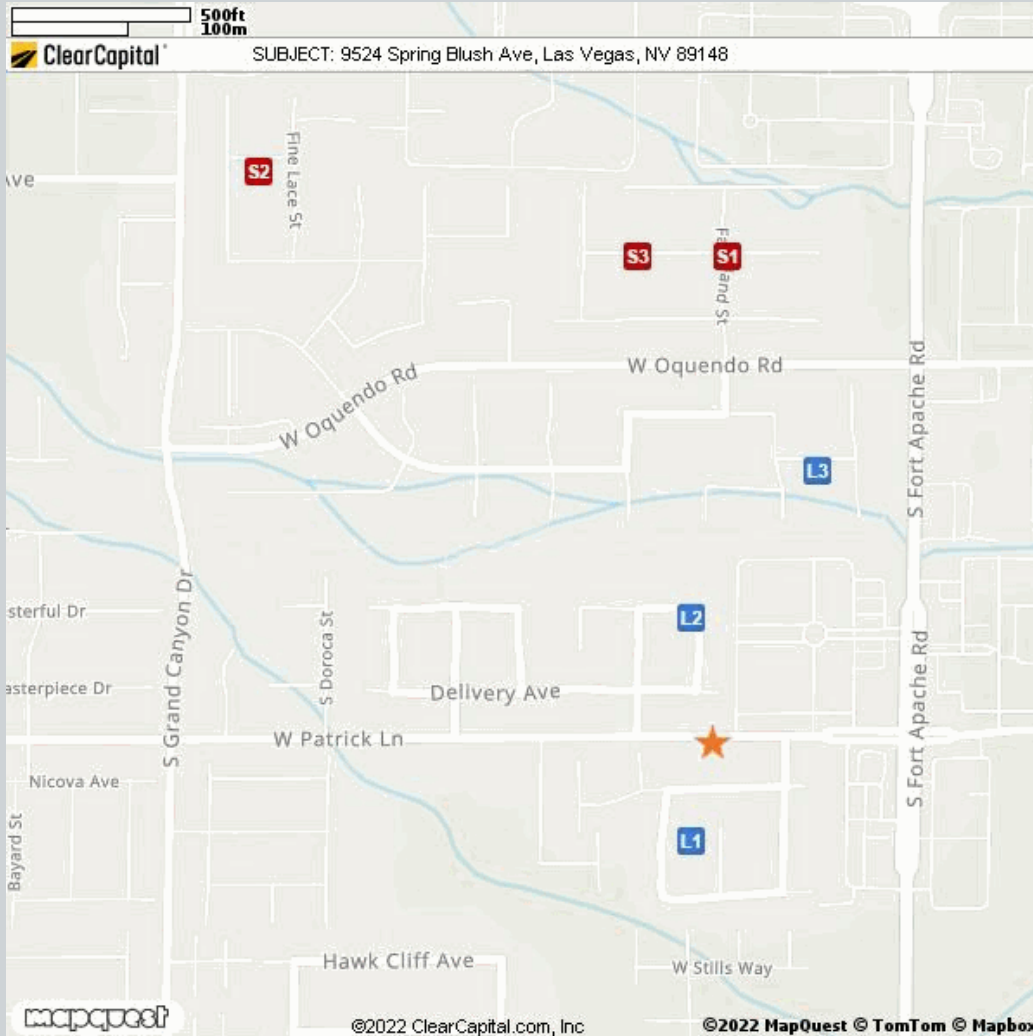 500ft
100m
ClearCapital
SUBJECT: 9524 Spring Blush Ave, Las Vegas, NV 89148
Fine Lace St
S2
Ave
S3
S1
and St
W Oquendo Rd
W Oquendo Rd
S Fort Apache Rd
L3
S Grand Canyon Dr
sterful Dr
S Doroca St
L2
S Fort Apache Rd
asterpiece Dr
Delivery Ave
W Patrick Ln
Nicova Ave
Bayard St
L1
Hawk Cliff Ave
W Stills Way
mapquest
©2022 ClearCapital.com, Inc
©2022 MapQuest © TomTom © Mapbox